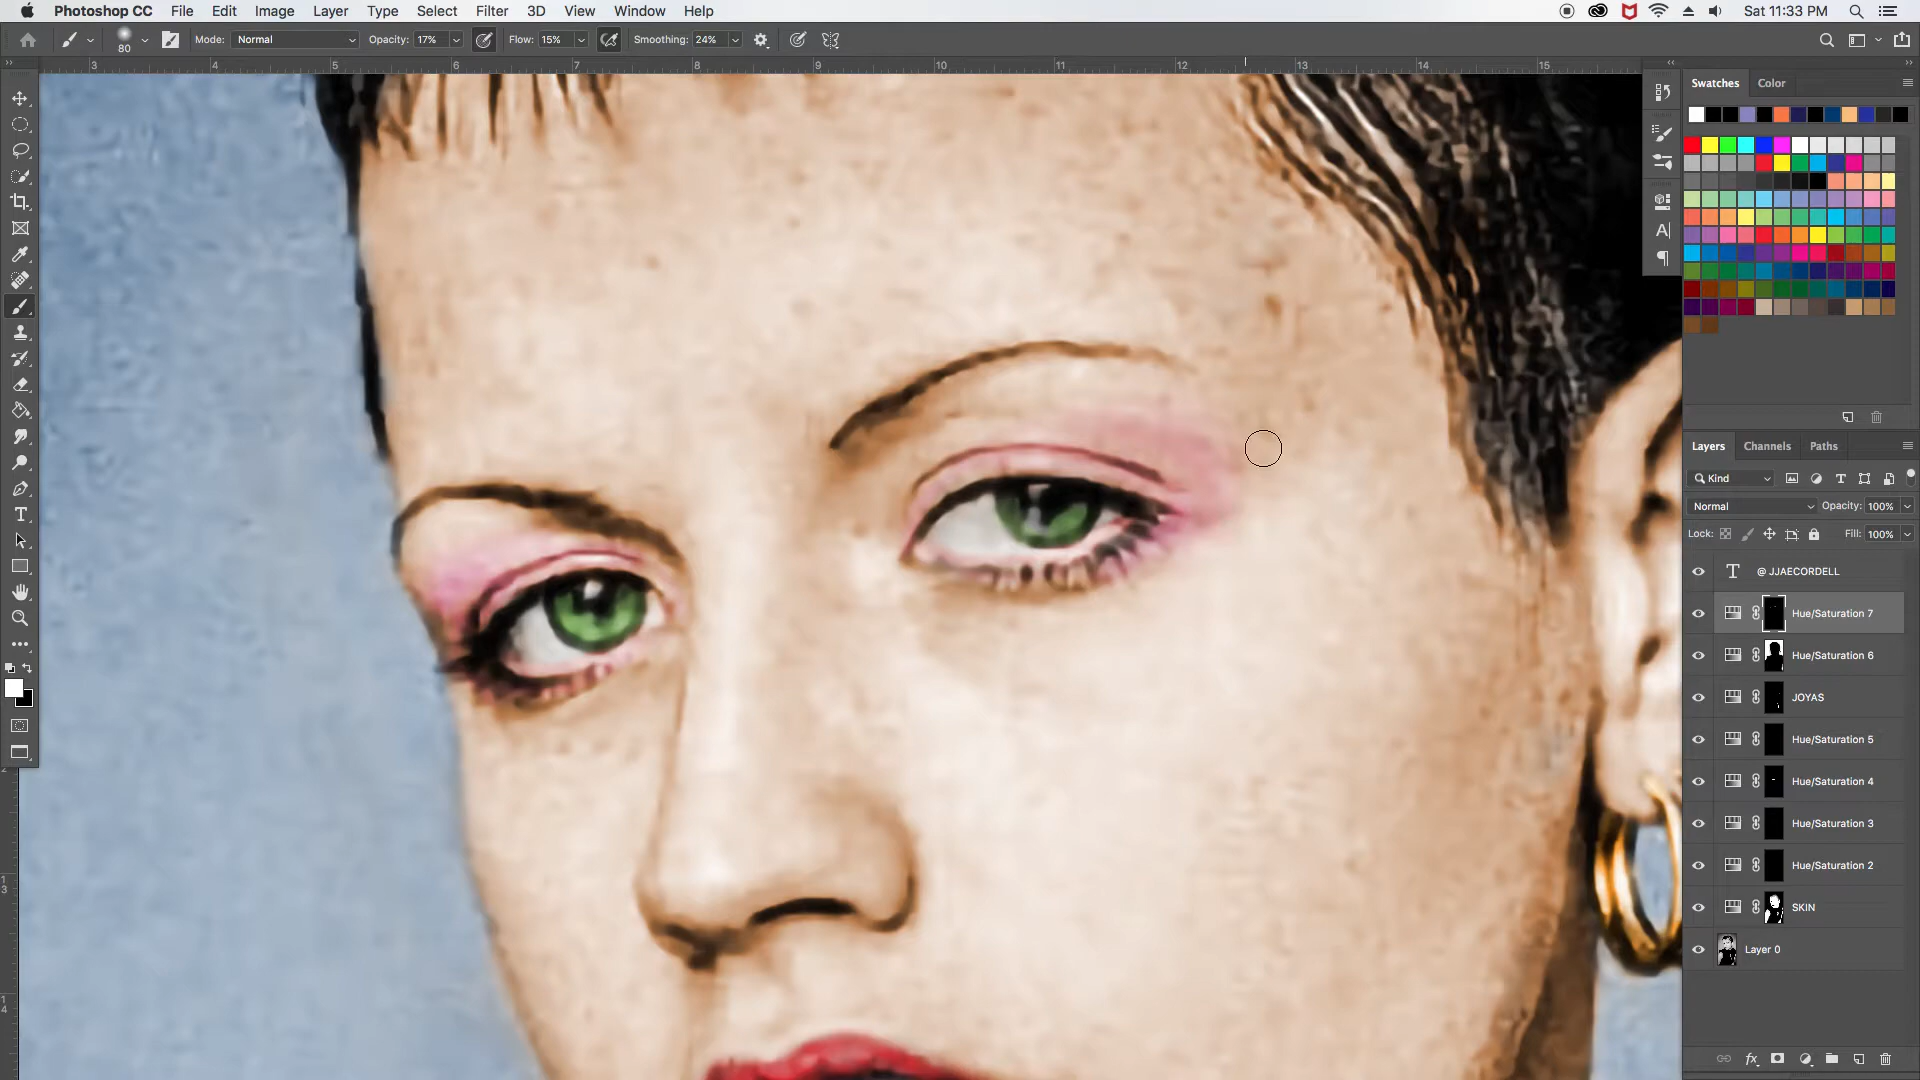 Photoshop CC File Edit Image Layer Type Select Filter 3D View Window Help Sat 11:33 PM
80 Mode: Normal Opacity: 17% Flow: 15% Smoothing: 24%
3 4 5 6 7 8 9 10 11 12 13 14 15
Swatches Color
Layers Channels Paths
Kind
Normal Opacity: 100%
Lock: Fill: 100%
@ JJAECORDELL
Hue/Saturation 7
Hue/Saturation 6
JOYAS
Hue/Saturation 5
Hue/Saturation 4
Hue/Saturation 3
Hue/Saturation 2
SKIN
Layer 0